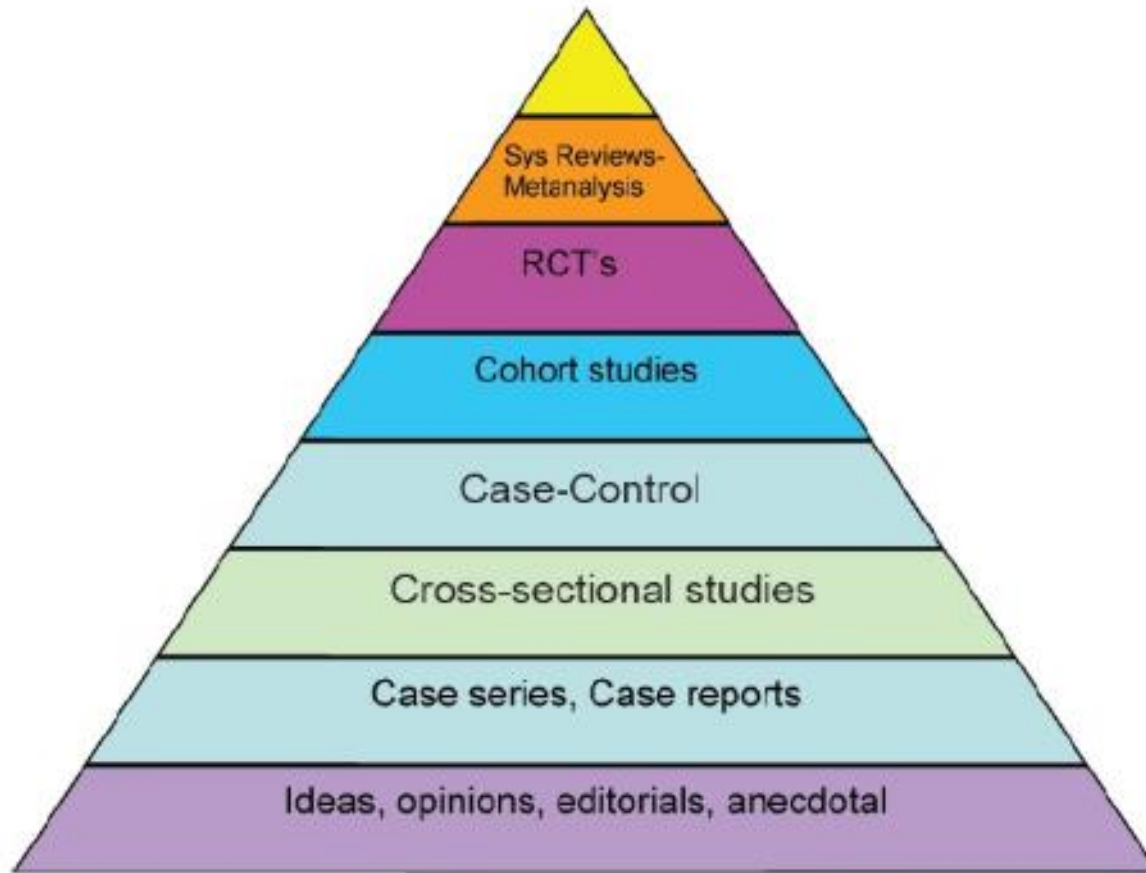 Sys Reviews-
Metanalysis
RCT's
Cohort studies
Case-Control
Cross-sectional studies
Case series, Case reports
Ideas, opinions, editorials, anecdotal